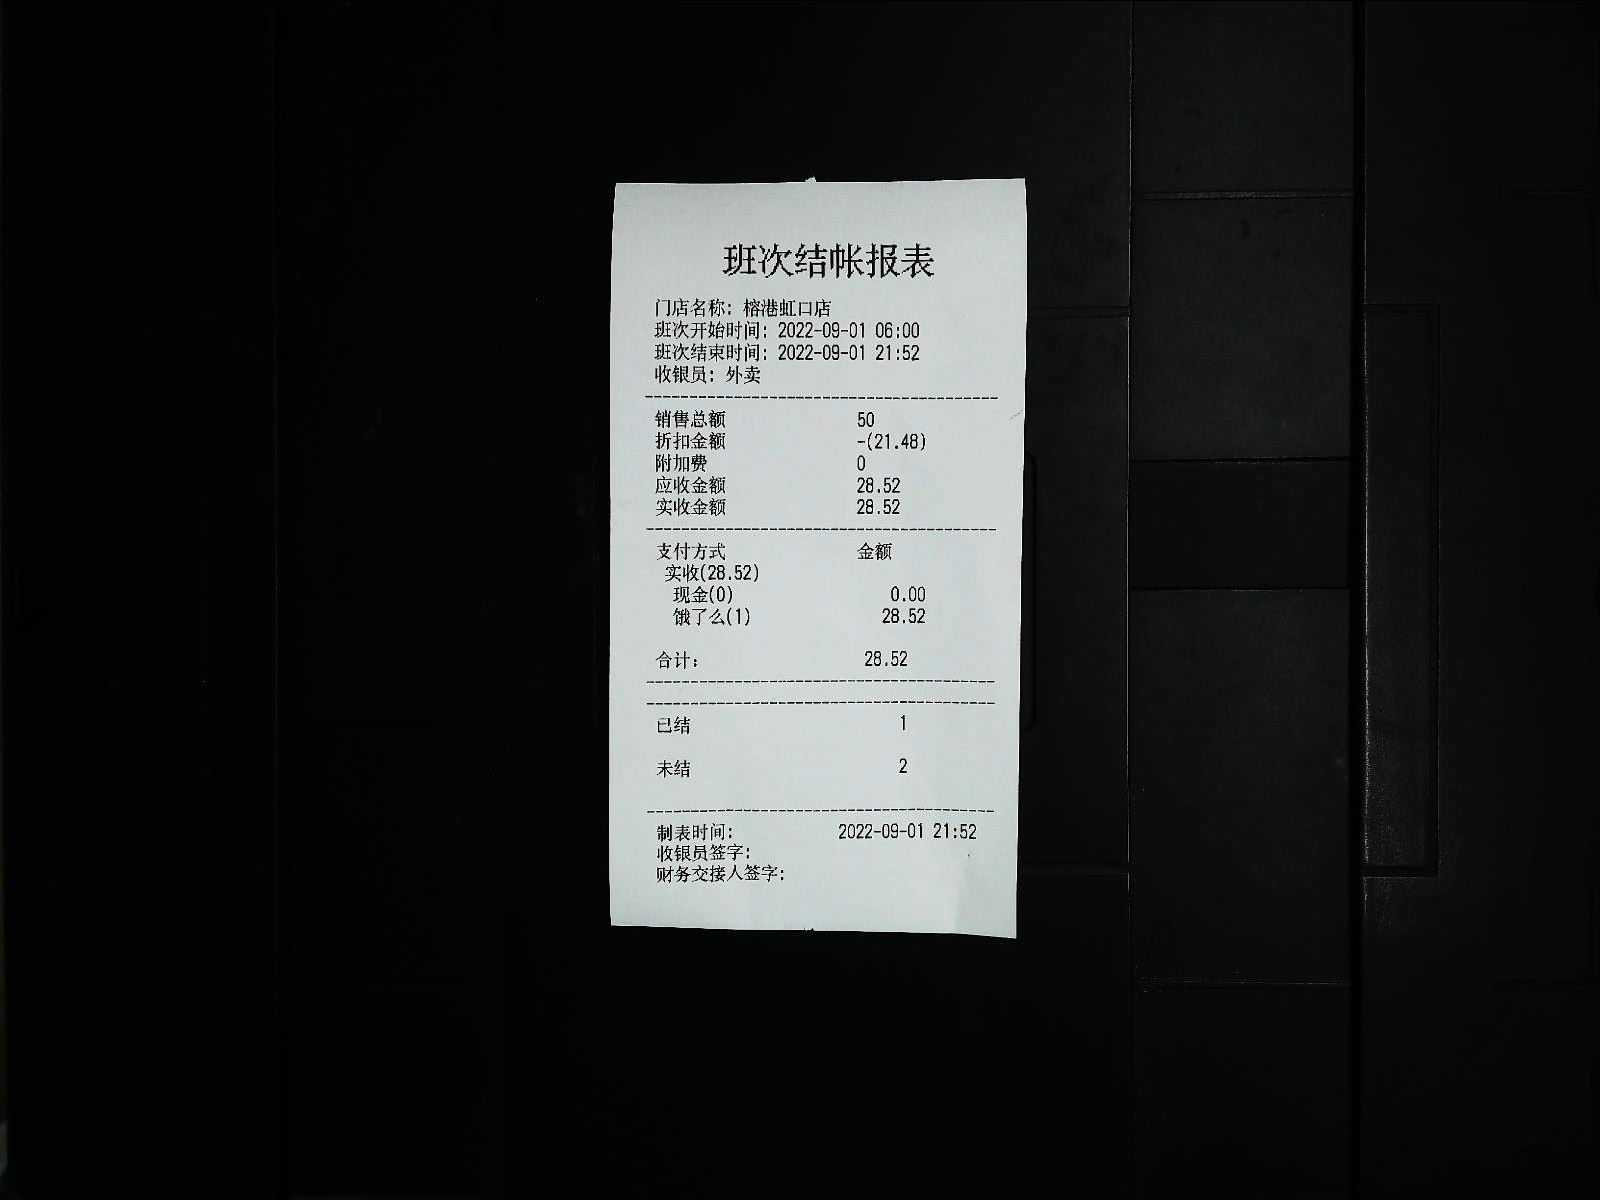 班次结帐报表
门店名称: 榕港虹口店
班次开始时间: 2022-09-01 06:00
班次结束时间: 2022-09-01 21:52
收银员: 外卖
销售总额 50
折扣金额 -(21.48)
附加费 0
应收金额 28.52
实收金额 28.52
支付方式 金额
实收(28.52)
现金(0) 0.00
饿了么(1) 28.52
合计: 28.52
已结 1
未结 2
制表时间: 2022-09-01 21:52
收银员签字:
财务交接人签字: